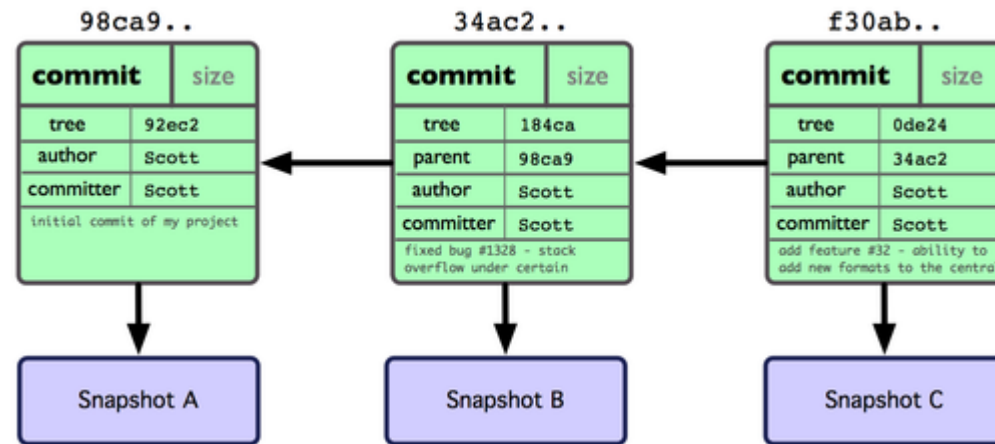 98ca9..
commit size
tree 92ec2
author Scott
committer Scott
initial commit of my project
Snapshot A
34ac2..
commit size
tree 184ca
parent 98ca9
author Scott
committer Scott
fixed bug #1328 - stack
overflow under certain
Snapshot B
f30ab..
commit size
tree 0de24
parent 34ac2
author Scott
committer Scott
add feature #32 - ability to
add new formats to the centra
Snapshot C